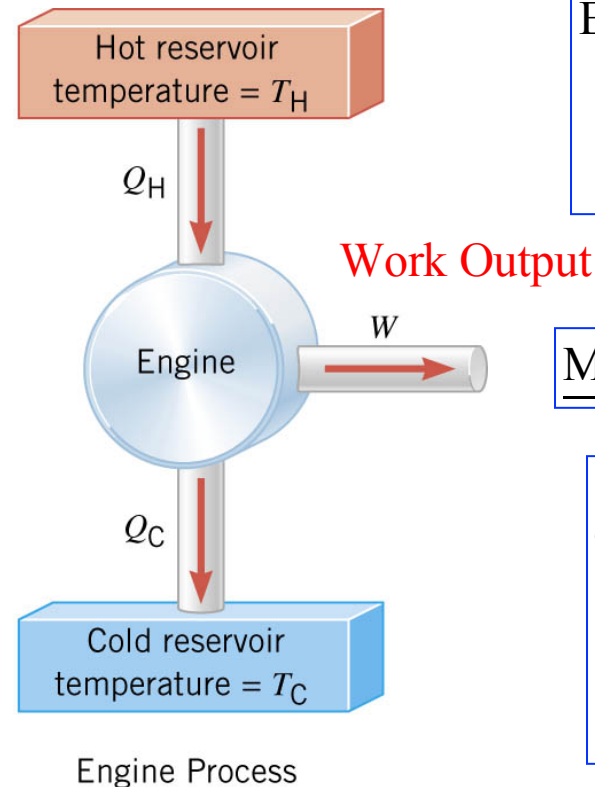 Hot reservoir
temperature = T_H
E
Q_H
Work Output
W
Engine
M
Q_C
Cold reservoir
temperature = T_C
Engine Process